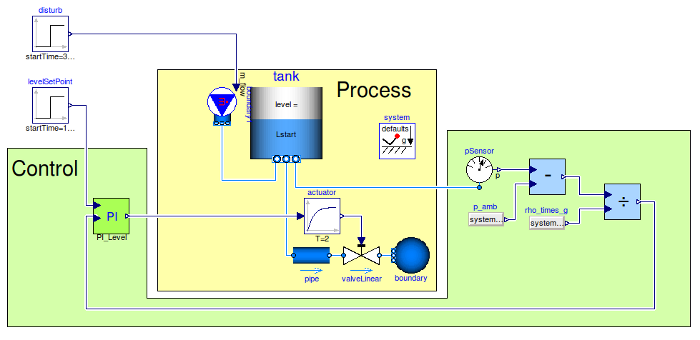 disturb
startTime=3...
levelSetPoint
startTime=1...
m_flow
boundary1
tank
level =
Lstart
Process
system
defaults
g
Control
PI
PI_Level
actuator
T=2
pipe
valveLinear
boundary
pSensor
p
-
p_amb
system...
rho_times_g
system...
÷